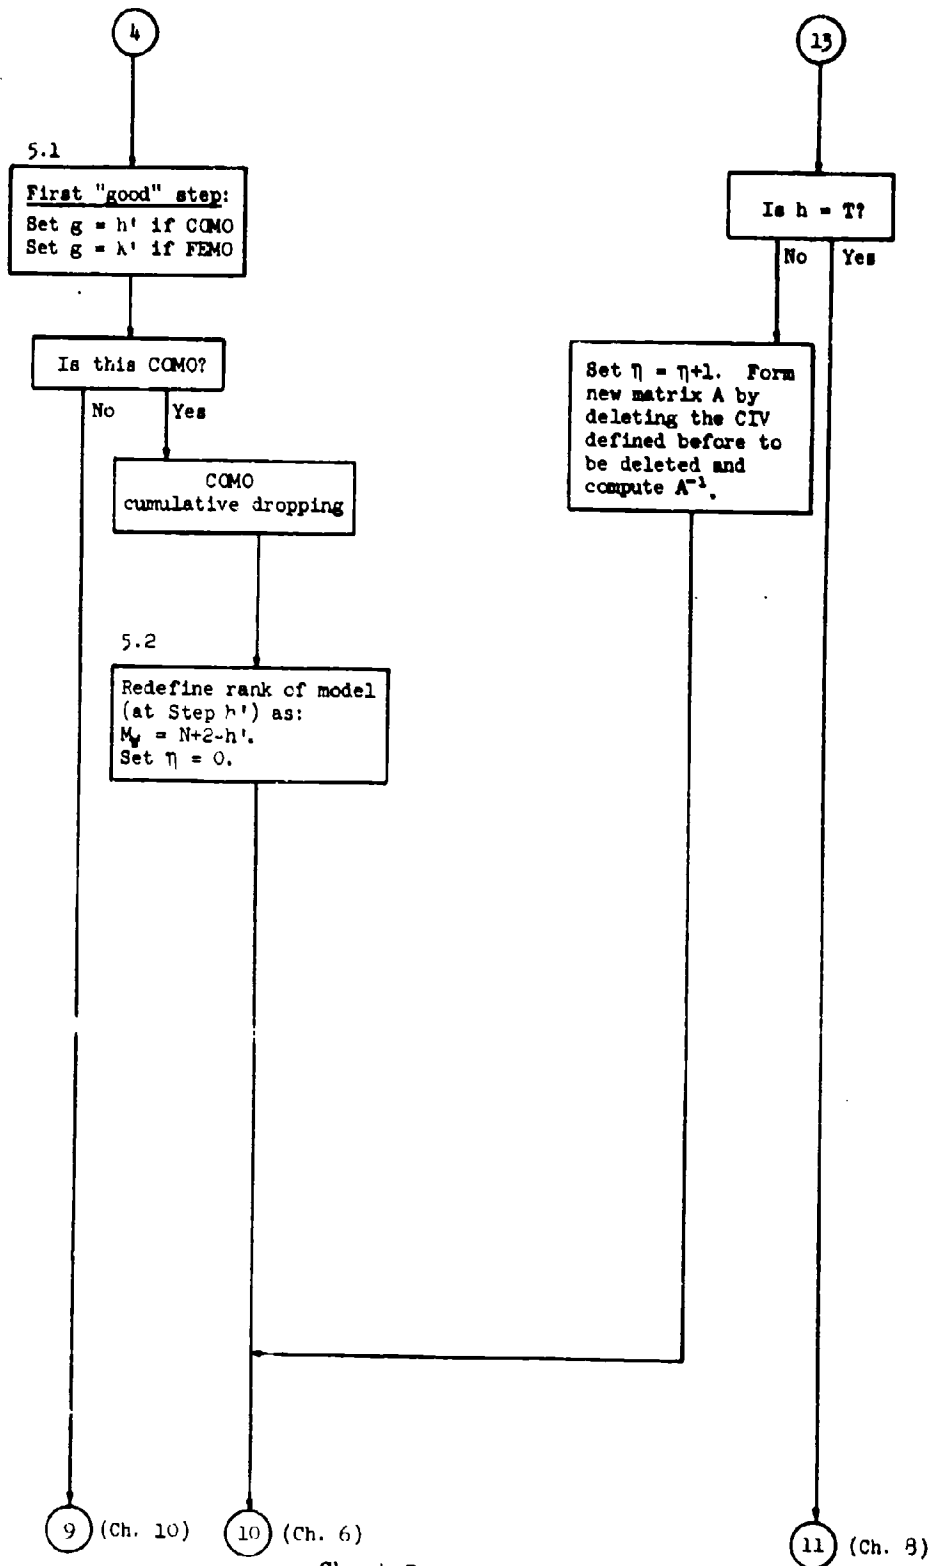 4
5.1
First "good" step:
Set g = h' if COMO
Set g = λ' if FEMO
Is this COMO?
No
Yes
COMO
cumulative dropping
5.2
Redefine rank of model
(at Step h') as:
= N+2-h'.
Set η = 0.
9 (Ch. 10)
10 (Ch. 6)
13
Is h = T?
No
Yes
Set η = η+1. Form
new matrix A by
deleting the CIV
defined before to
be deleted and
compute A⁻¹.
11 (Ch. 8)